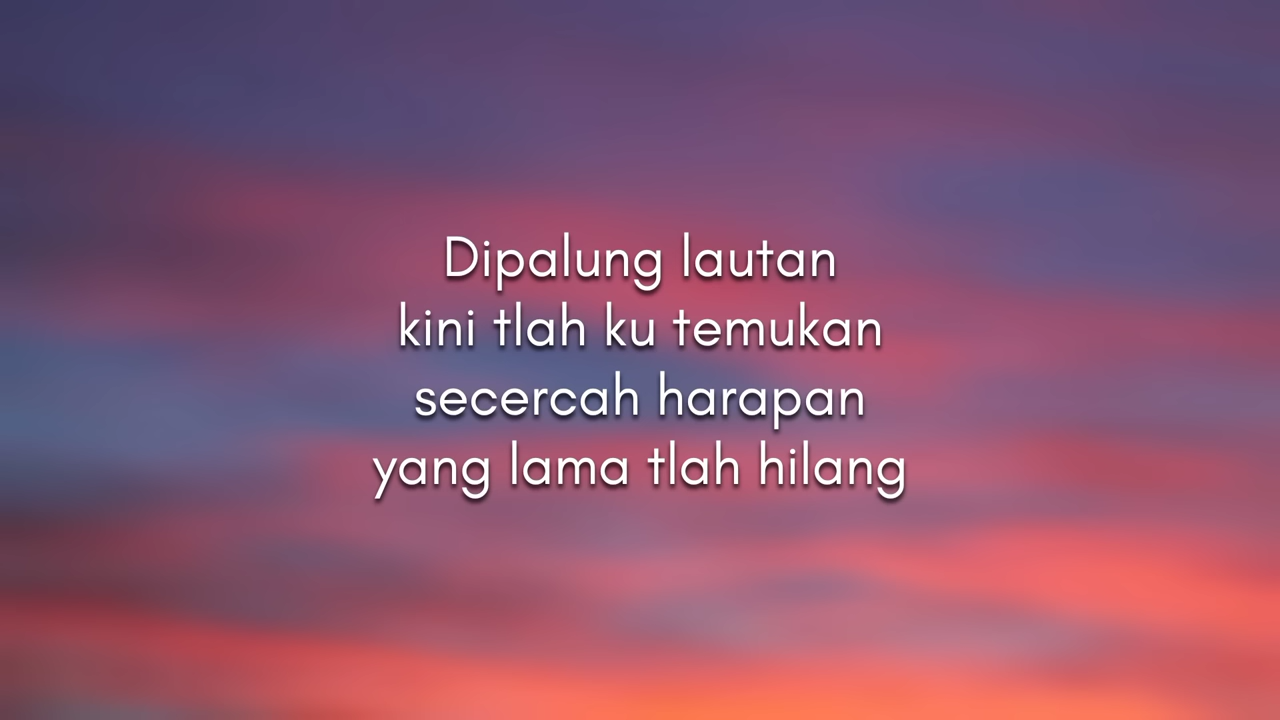 Dipalung lautan
kini tlah ku temukan
secercah harapan
yang lama tlah hilang